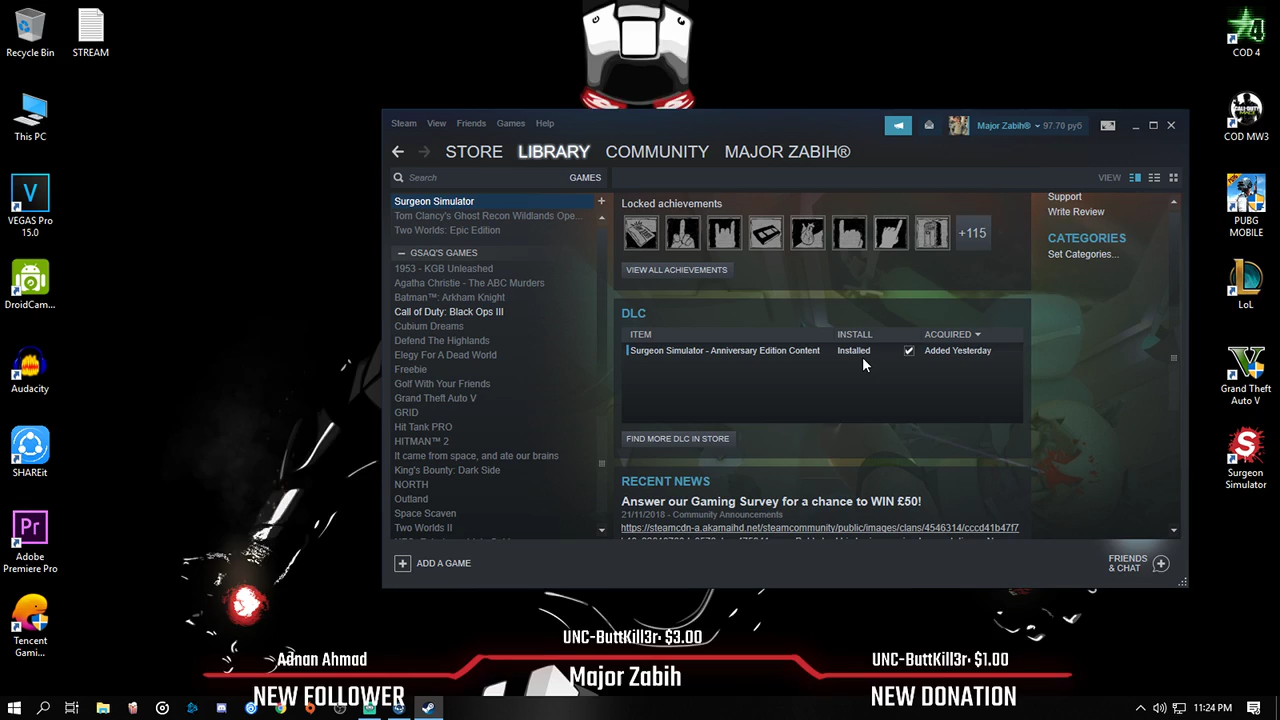 Recycle Bin
STREAM
This PC
VEGAS Pro
15.0
DroidCam...
Audacity
SHAREit
Adobe
Premiere Pro
Tencent
Gami...
Steam View Friends Games Help
Major Zabih® 97.70 pуб
STORE LIBRARY COMMUNITY MAJOR ZABIH®
Search GAMES
VIEW
Surgeon Simulator
Tom Clancy's Ghost Recon Wildlands Ope...
Two Worlds: Epic Edition
GSAQ'S GAMES
1953 - KGB Unleashed
Agatha Christie - The ABC Murders
Batman™: Arkham Knight
Call of Duty: Black Ops III
Cubium Dreams
Defend The Highlands
Elegy For A Dead World
Freebie
Golf With Your Friends
Grand Theft Auto V
GRID
Hit Tank PRO
HITMAN™ 2
It came from space, and ate our brains
King's Bounty: Dark Side
NORTH
Outland
Space Scaven
Two Worlds II
Locked achievements
+115
VIEW ALL ACHIEVEMENTS
DLC
ITEM INSTALL ACQUIRED
Surgeon Simulator - Anniversary Edition Content Installed Added Yesterday
FIND MORE DLC IN STORE
RECENT NEWS
Answer our Gaming Survey for a chance to WIN £50!
21/11/2018 - Community Announcements
https://steamcdn-a.akamaihd.net/steamcommunity/public/images/clans/4546314/cccd41b47f7
Support
Write Review
CATEGORIES
Set Categories...
ADD A GAME
FRIENDS
& CHAT
COD 4
COD MW3
PUBG
MOBILE
LoL
Grand Theft
Auto V
Surgeon
Simulator
Adnan Ahmad
NEW FOLLOWER
UNC-ButtKill3r: $3.00
Major Zabih
UNC-ButtKill3r: $1.00
NEW DONATION
11:24 PM